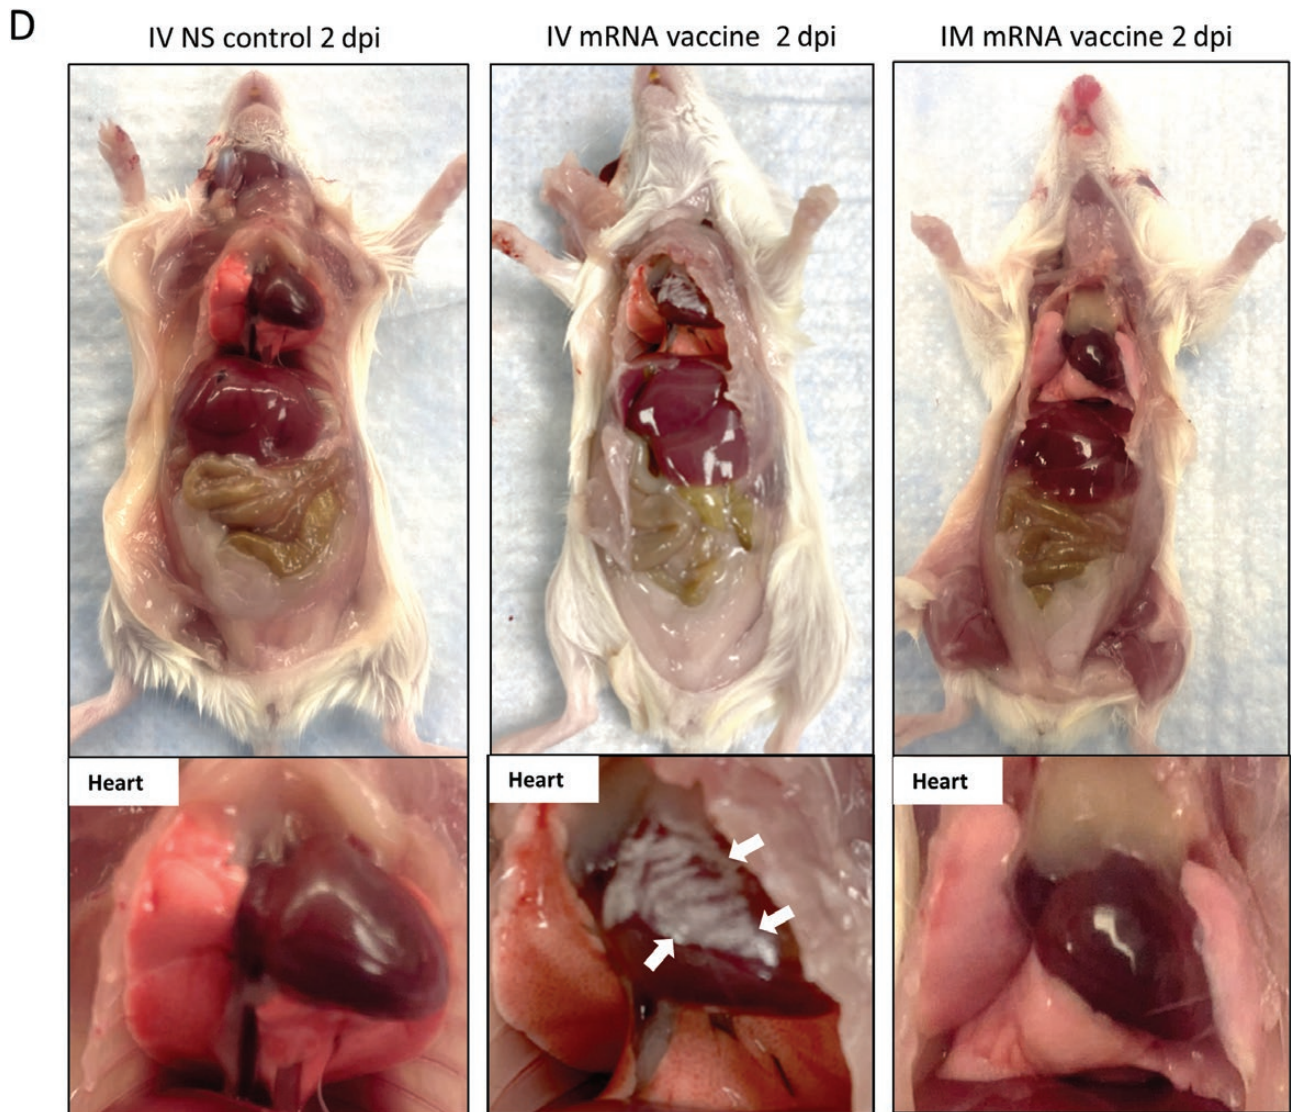 D
IV NS control 2 dpi
IV mRNA vaccine 2 dpi
IM mRNA vaccine 2 dpi
Heart
Heart
Heart